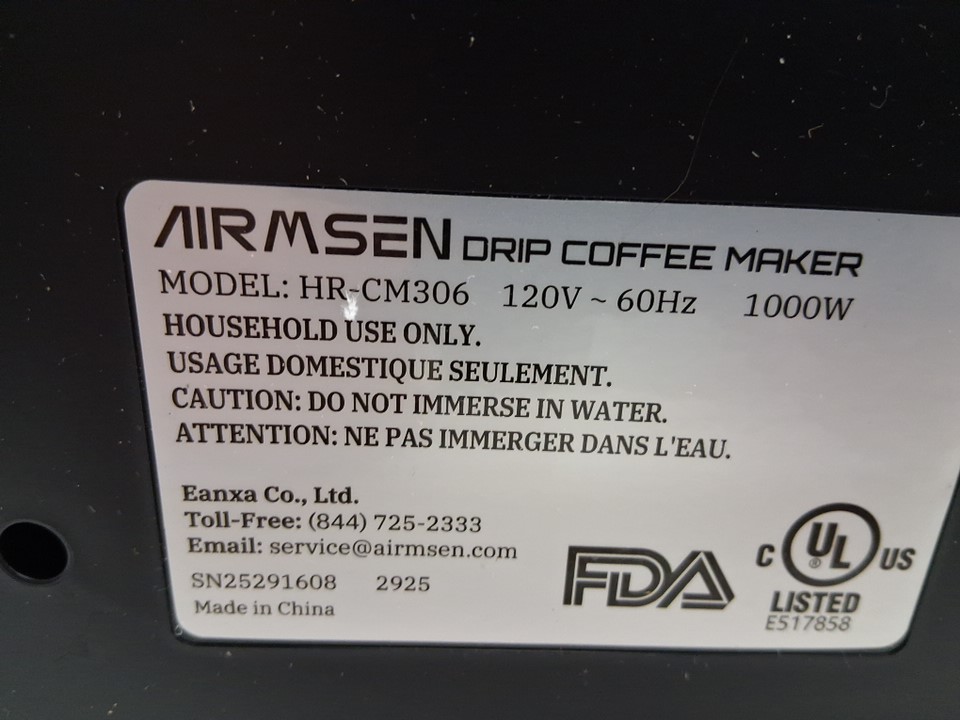 AIRMSEN DRIP COFFEE MAKER
MODEL: HR-CM306 120V ~ 60Hz 1000W
HOUSEHOLD USE ONLY.
USAGE DOMESTIQUE SEULEMENT.
CAUTION: DO NOT IMMERSE IN WATER.
ATTENTION: NE PAS IMMERGER DANS L'EAU.
Eanxa Co., Ltd.
Toll-Free: (844) 725-2333
Email: service@airmsen.com
SN25291608 2925
Made in China
FDA
C UL® US
LISTED
E517858